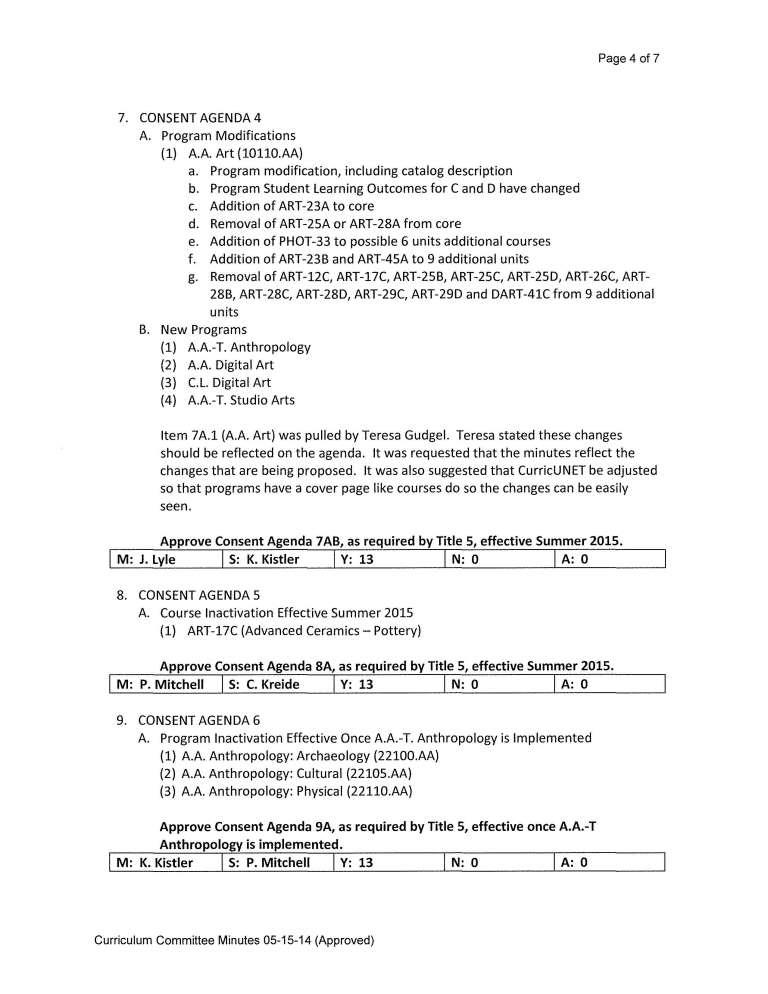 Page 4 of 7
7. CONSENT AGENDA 4
A. Program Modifications
(1) A.A. Art (10110.AA)
a. Program modification, including catalog description
b. Program Student Learning Outcomes for C and D have changed
c. Addition of ART-23A to core
d. Removal of ART-25A or ART-28A from core
e. Addition of PHOT-33 to possible 6 units additional courses
f. Addition of ART-23B and ART-45A to 9 additional units
g. Removal of ART-12C, ART-17C, ART-25B, ART-25C, ART-25D, ART-26C, ART-
28B, ART-28C, ART-28D, ART-29C, ART-29D and DART-41C from 9 additional
units
B. New Programs
(1) A.A.-T. Anthropology
(2) A.A. Digital Art
(3) C.L. Digital Art
(4) A.A.-T. Studio Arts
Item 7A.1 (A.A. Art) was pulled by Teresa Gudgel. Teresa stated these changes
should be reflected on the agenda. It was requested that the minutes reflect the
changes that are being proposed. It was also suggested that CurricUNET be adjusted
so that programs have a cover page like courses do so the changes can be easily
seen.
Approve Consent Agenda 7AB, as required by Title 5, effective Summer 2015.
M: J. Lyle S: K. Kistler Y: 13 N: 0 A: 0
8. CONSENT AGENDA 5
A. Course Inactivation Effective Summer 2015
(1) ART-17C (Advanced Ceramics – Pottery)
Approve Consent Agenda 8A, as required by Title 5, effective Summer 2015.
M: P. Mitchell S: C. Kreide Y: 13 N: 0 A: 0
9. CONSENT AGENDA 6
A. Program Inactivation Effective Once A.A.-T. Anthropology is Implemented
(1) A.A. Anthropology: Archaeology (22100.AA)
(2) A.A. Anthropology: Cultural (22105.AA)
(3) A.A. Anthropology: Physical (22110.AA)
Approve Consent Agenda 9A, as required by Title 5, effective once A.A.-T
Anthropology is implemented.
M: K. Kistler S: P. Mitchell Y: 13 N: 0 A: 0
Curriculum Committee Minutes 05-15-14 (Approved)